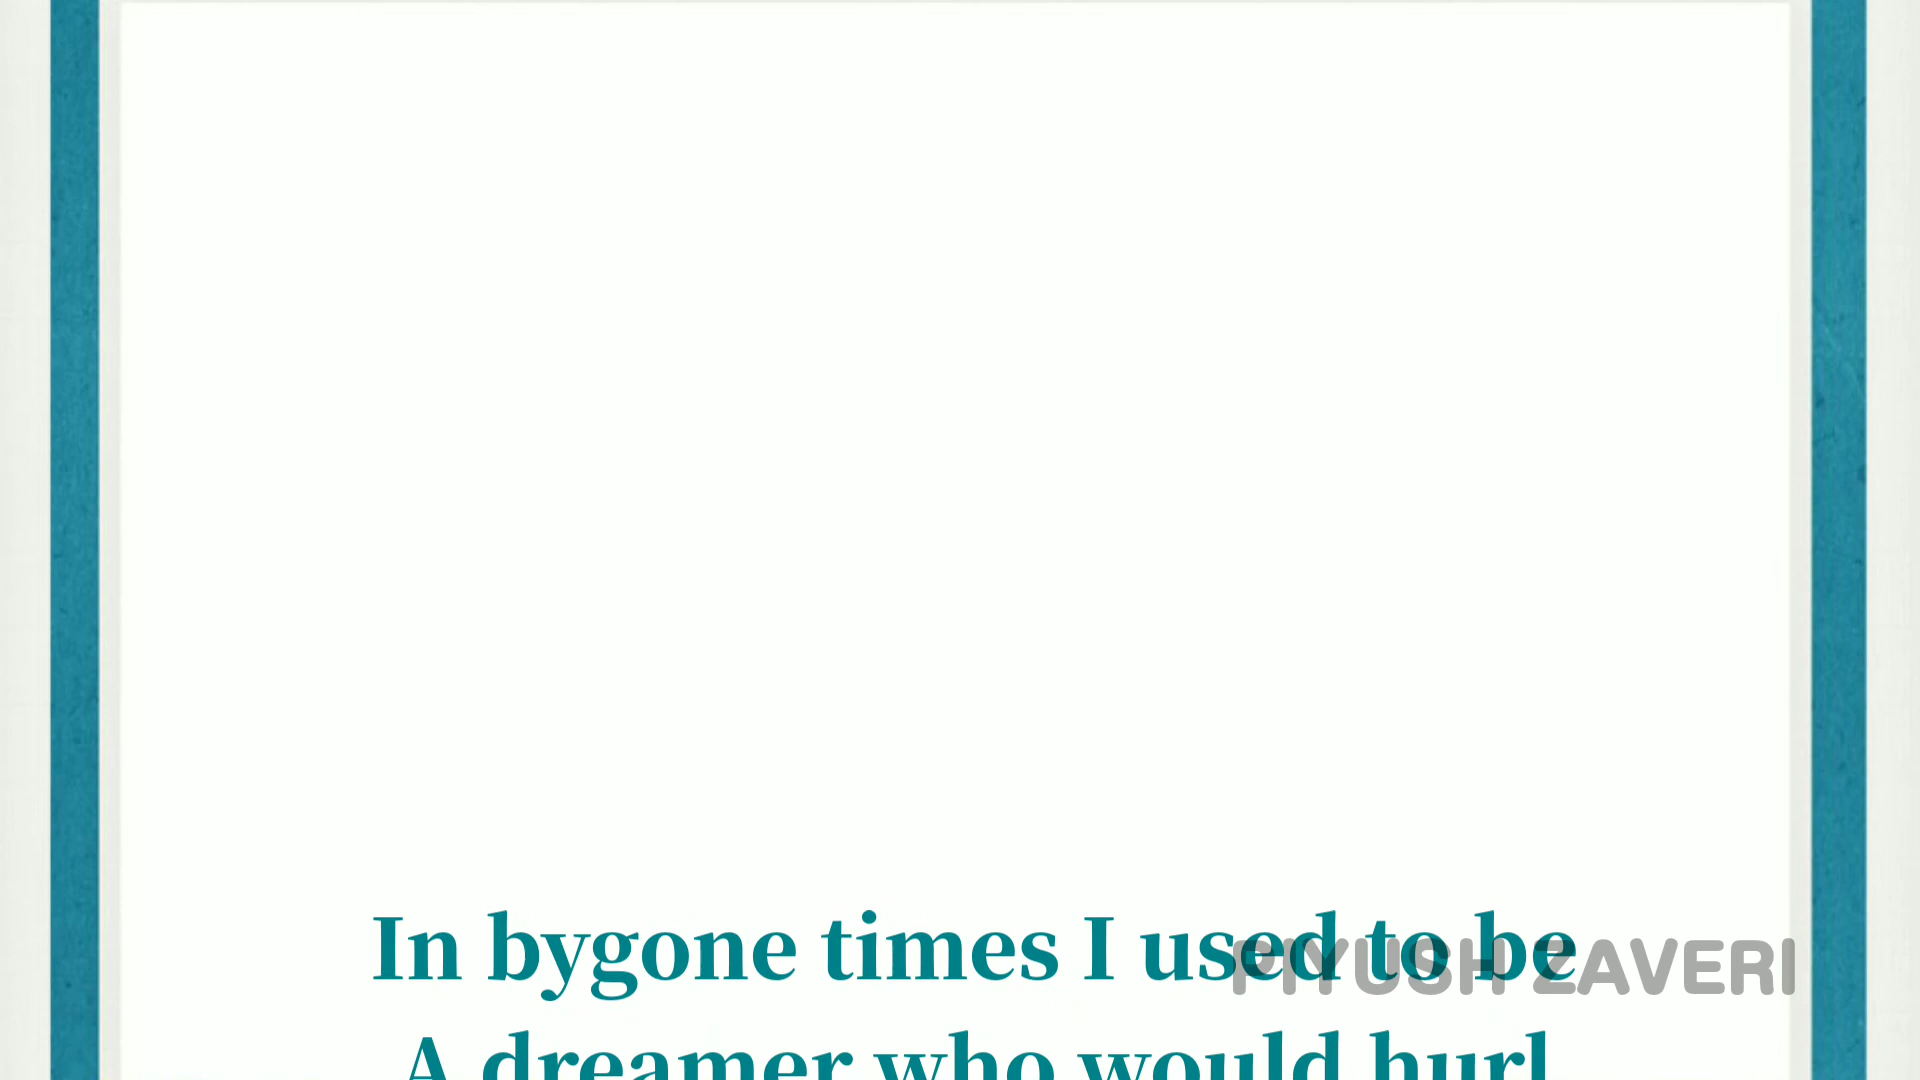 In bygone times I used to be
PIYUSH ZAVERI
A dreamer who would hurl